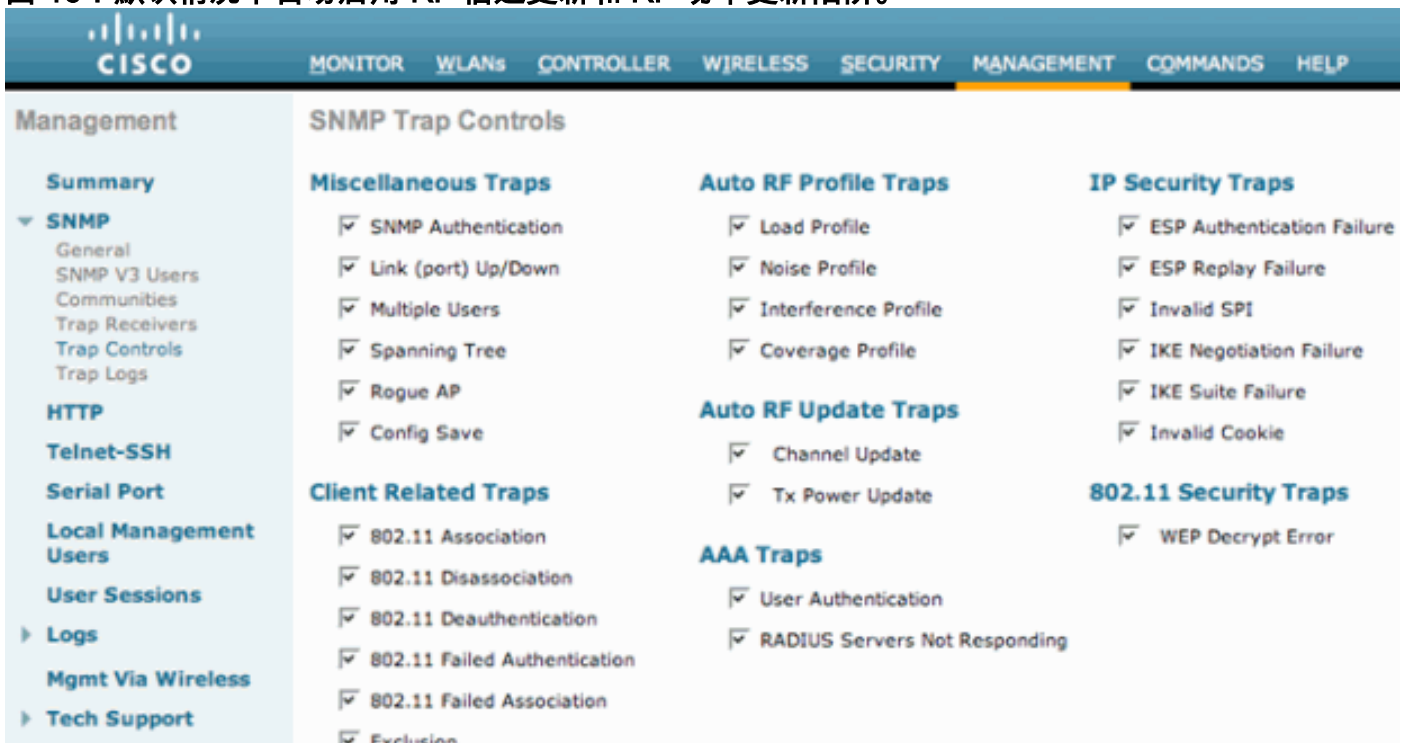 CISCO
MONITOR WLANs CONTROLLER WIRELESS SECURITY MANAGEMENT COMMANDS HELP
Management
Summary
SNMP
General
SNMP V3 Users
Communities
Trap Receivers
Trap Controls
Trap Logs
HTTP
Telnet-SSH
Serial Port
Local Management
Users
User Sessions
Logs
Mgmt Via Wireless
Tech Support
SNMP Trap Controls
Miscellaneous Traps
SNMP Authentication
Link (port) Up/Down
Multiple Users
Spanning Tree
Rogue AP
Config Save
Client Related Traps
802.11 Association
802.11 Disassociation
802.11 Deauthentication
802.11 Failed Authentication
802.11 Failed Association
Exclusion
Auto RF Profile Traps
Load Profile
Noise Profile
Interference Profile
Coverage Profile
Auto RF Update Traps
Channel Update
Tx Power Update
AAA Traps
User Authentication
RADIUS Servers Not Responding
IP Security Traps
ESP Authentication Failure
ESP Replay Failure
Invalid SPI
IKE Negotiation Failure
IKE Suite Failure
Invalid Cookie
802.11 Security Traps
WEP Decrypt Error